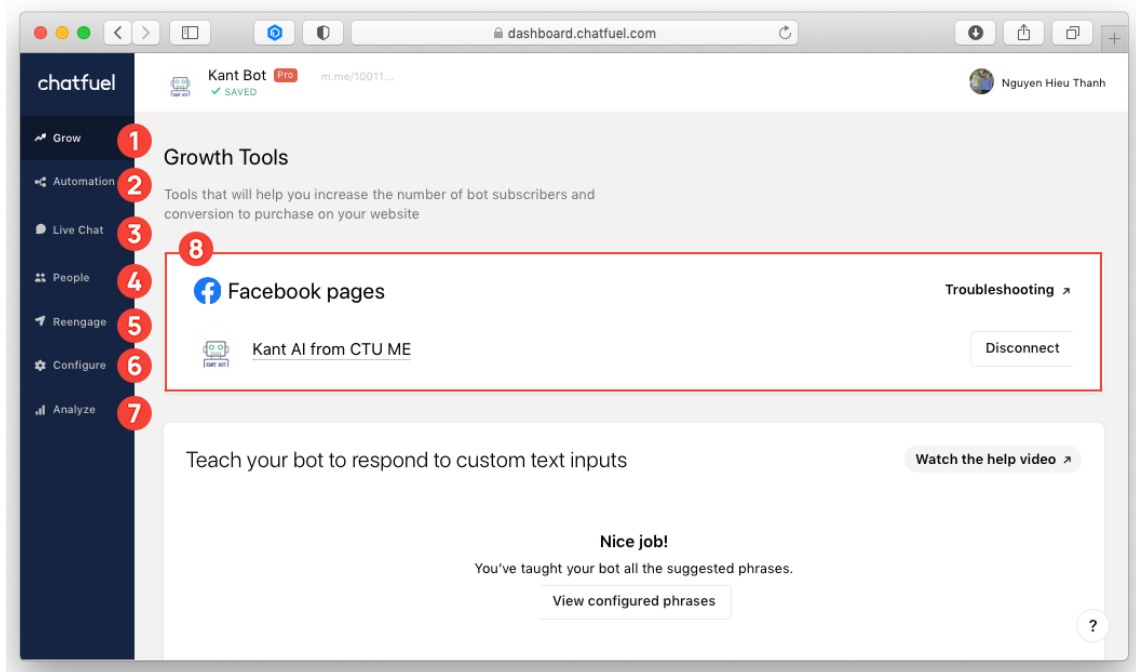 dashboard.chatfuel.com
chatfuel
Kant Bot Pro m.me/10011...
SAVED
Nguyen Hieu Thanh
Grow 1
Automation 2
Live Chat 3
People 4
Reengage 5
Configure 6
Analyze 7
Growth Tools
Tools that will help you increase the number of bot subscribers and
conversion to purchase on your website
8
Facebook pages
Troubleshooting ↗
Kant AI from CTU ME
Disconnect
Teach your bot to respond to custom text inputs
Watch the help video ↗
Nice job!
You've taught your bot all the suggested phrases.
View configured phrases
?